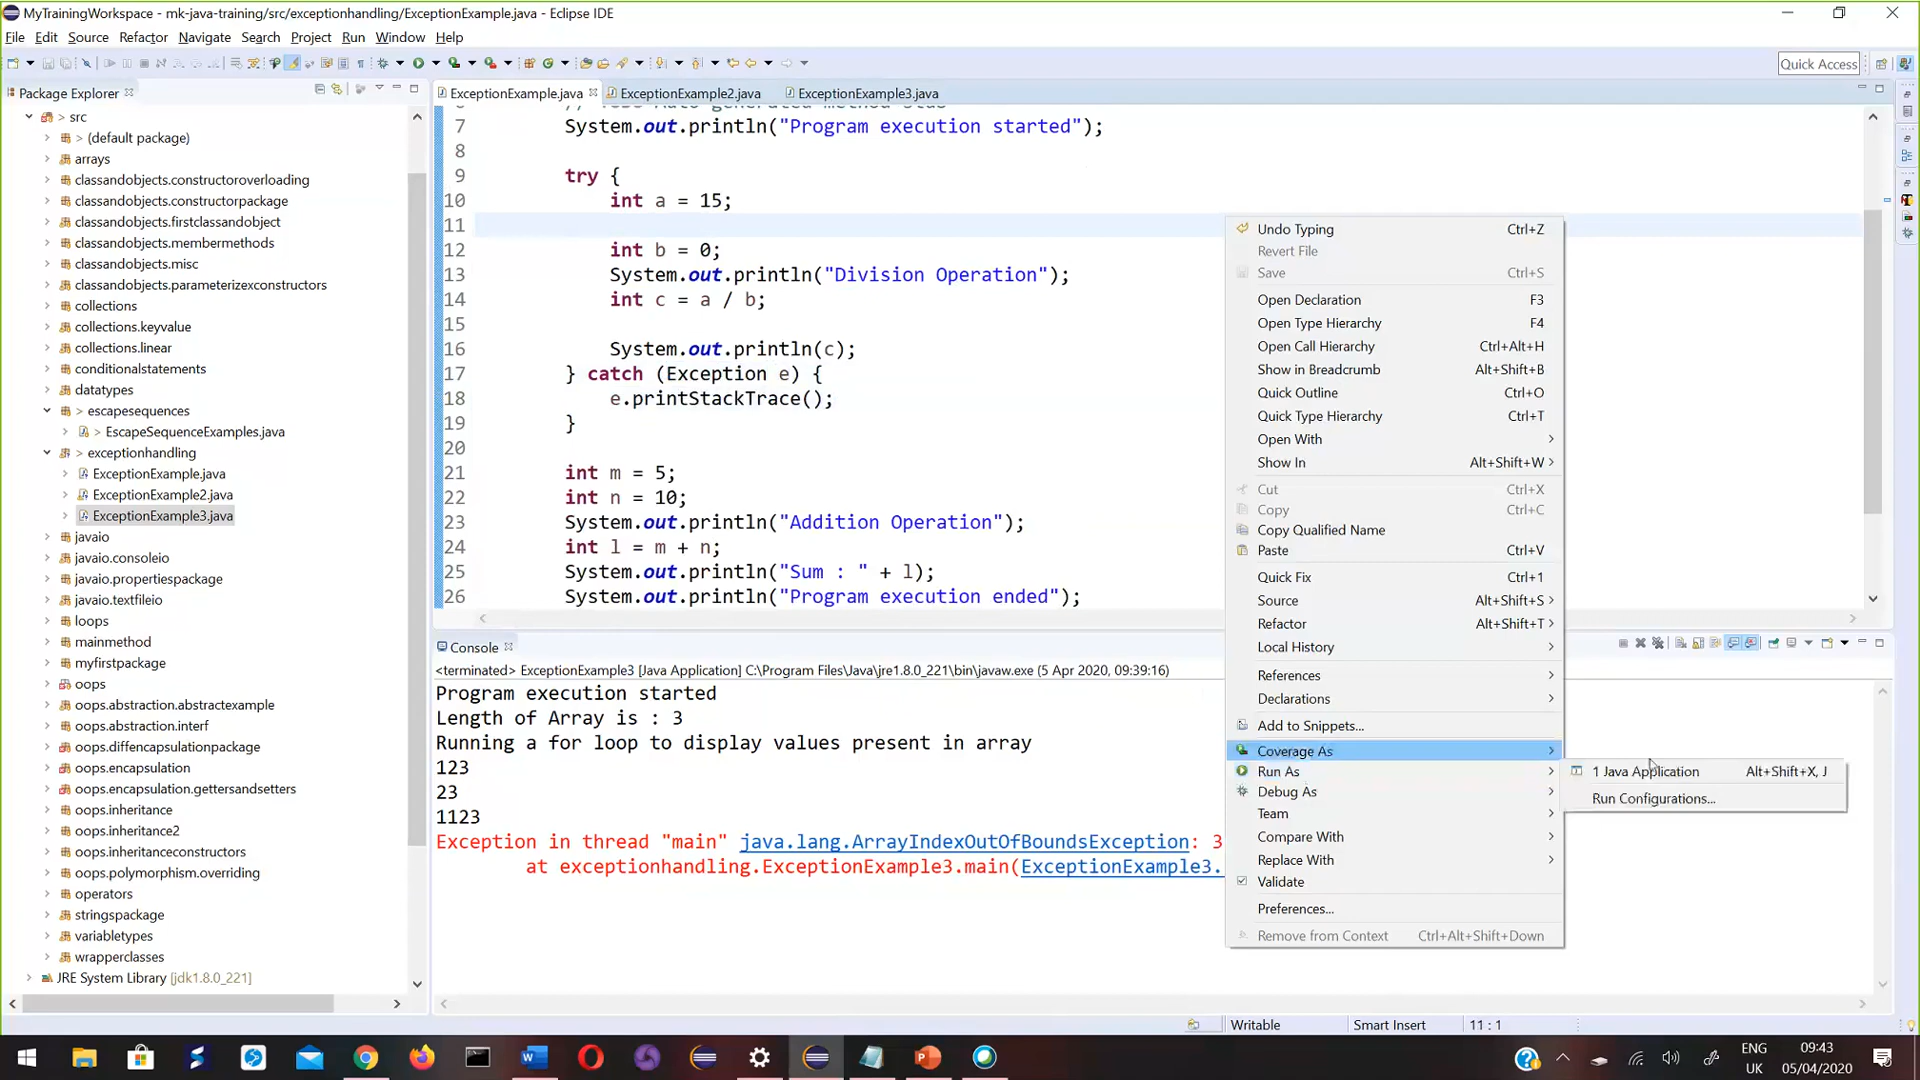 MyTrainingWorkspace - mk-java-training/src/exceptionhandling/ExceptionExample.java - Eclipse IDE
File Edit Source Refactor Navigate Search Project Run Window Help
Quick Access
Package Explorer
> src
> (default package)
arrays
classandobjects.constructoroverloading
classandobjects.constructorpackage
classandobjects.firstclassandobject
classandobjects.membermethods
classandobjects.misc
classandobjects.parameterizexconstructors
collections
collections.keyvalue
collections.linear
conditionalstatements
datatypes
> escapesequences
> EscapeSequenceExamples.java
> exceptionhandling
ExceptionExample.java
ExceptionExample2.java
ExceptionExample3.java
javaio
javaio.consoleio
javaio.propertiespackage
javaio.textfileio
loops
mainmethod
myfirstpackage
oops
oops.abstraction.abstractexample
oops.abstraction.interf
oops.diffencapsulationpackage
oops.encapsulation
oops.encapsulation.gettersandsetters
oops.inheritance
oops.inheritance2
oops.inheritanceconstructors
oops.polymorphism.overriding
operators
stringspackage
variabletypes
wrapperclasses
JRE System Library [jdk1.8.0_221]
ExceptionExample.java ExceptionExample2.java ExceptionExample3.java
7 System.out.println("Program execution started");
8
9 try {
10 int a = 15;
11
12 int b = 0;
13 System.out.println("Division Operation");
14 int c = a / b;
15
16 System.out.println(c);
17 } catch (Exception e) {
18 e.printStackTrace();
19 }
20
21 int m = 5;
22 int n = 10;
23 System.out.println("Addition Operation");
24 int l = m + n;
25 System.out.println("Sum : " + l);
26 System.out.println("Program execution ended");
Undo Typing Ctrl+Z
Revert File
Save Ctrl+S
Open Declaration F3
Open Type Hierarchy F4
Open Call Hierarchy Ctrl+Alt+H
Show in Breadcrumb Alt+Shift+B
Quick Outline Ctrl+O
Quick Type Hierarchy Ctrl+T
Open With
Show In Alt+Shift+W
Cut Ctrl+X
Copy Ctrl+C
Copy Qualified Name
Paste Ctrl+V
Quick Fix Ctrl+1
Source Alt+Shift+S
Refactor Alt+Shift+T
Local History
References
Declarations
Add to Snippets...
Coverage As
Run As
Debug As
Team
Compare With
Replace With
Validate
Preferences...
Remove from Context Ctrl+Alt+Shift+Down
1 Java Application Alt+Shift+X, J
Run Configurations...
Console
<terminated> ExceptionExample3 [Java Application] C:\Program Files\Java\jre1.8.0_221\bin\javaw.exe (5 Apr 2020, 09:39:16)
Program execution started
Length of Array is : 3
Running a for loop to display values present in array
123
23
1123
Exception in thread "main" java.lang.ArrayIndexOutOfBoundsException: 3
at exceptionhandling.ExceptionExample3.main(ExceptionExample3.
Writable Smart Insert 11 : 1
ENG
UK
09:43
05/04/2020